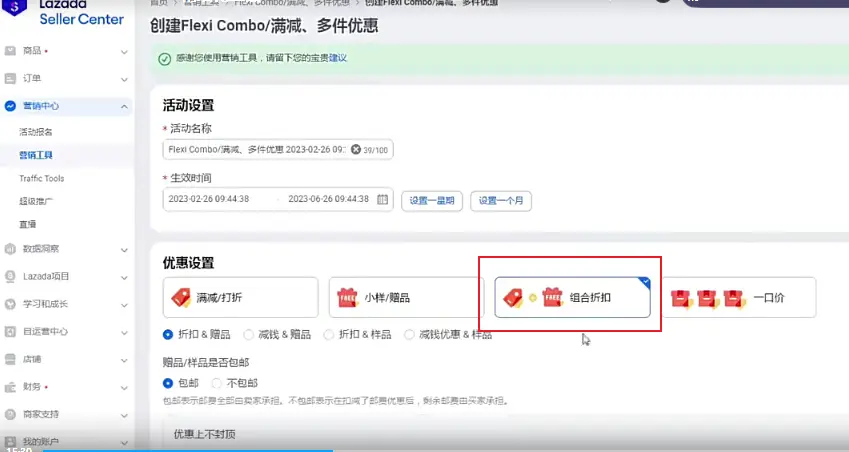 Lazada
Seller Center
首页 > 营销工具 > Flexi Combo/满减、多件优惠 > 创建Flexi Combo/满减、多件优惠
创建Flexi Combo/满减、多件优惠
感谢您使用营销工具，请留下您的宝贵建议
商品
订单
营销中心
活动报名
营销工具
Traffic Tools
超级推广
直播
数据洞察
Lazada项目
学习和成长
自运营中心
店铺
财务
商家支持
我的账户
活动设置
* 活动名称
Flexi Combo/满减、多件优惠 2023-02-26 09:
39/100
* 生效时间
2023-02-26 09:44:38 - 2023-06-26 09:44:38
设置一星期
设置一个月
优惠设置
满减/打折
FREE
小样/赠品
FREE
组合折扣
一口价
折扣 & 赠品
减钱 & 赠品
折扣 & 样品
减钱优惠 & 样品
赠品/样品是否包邮
包邮
不包邮
包邮表示邮费全部由卖家承担。不包邮表示在扣减了邮费优惠后，剩余邮费由买家承担。
优惠上不封顶